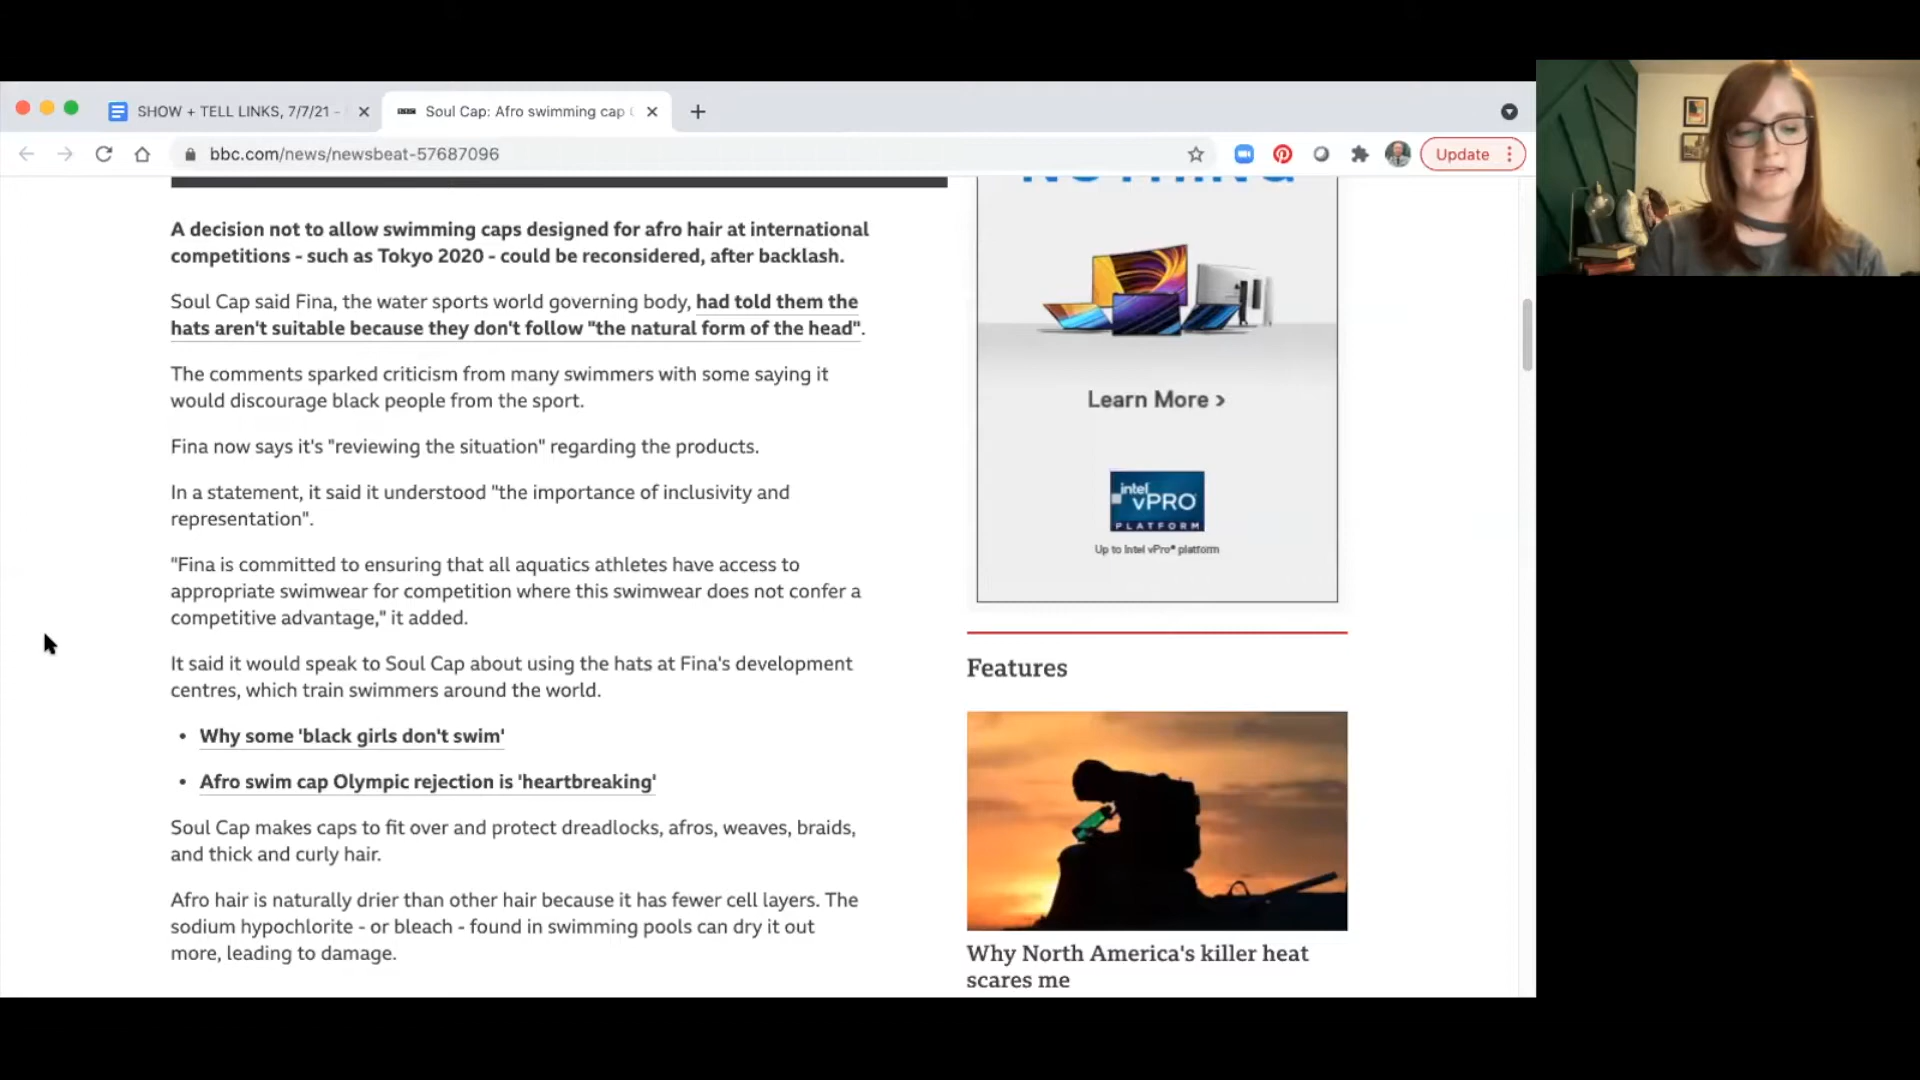 SHOW + TELL LINKS, 7/7/21 -
Soul Cap: Afro swimming cap
bbc.com/news/newsbeat-57687096
Update
A decision not to allow swimming caps designed for afro hair at international
competitions - such as Tokyo 2020 - could be reconsidered, after backlash.
Soul Cap said Fina, the water sports world governing body, had told them the
hats aren't suitable because they don't follow "the natural form of the head".
The comments sparked criticism from many swimmers with some saying it
would discourage black people from the sport.
Fina now says it's "reviewing the situation" regarding the products.
In a statement, it said it understood "the importance of inclusivity and
representation".
"Fina is committed to ensuring that all aquatics athletes have access to
appropriate swimwear for competition where this swimwear does not confer a
competitive advantage," it added.
It said it would speak to Soul Cap about using the hats at Fina's development
centres, which train swimmers around the world.
• Why some 'black girls don't swim'
• Afro swim cap Olympic rejection is 'heartbreaking'
Soul Cap makes caps to fit over and protect dreadlocks, afros, weaves, braids,
and thick and curly hair.
Afro hair is naturally drier than other hair because it has fewer cell layers. The
sodium hypochlorite - or bleach - found in swimming pools can dry it out
more, leading to damage.
Learn More >
intel
vPRO
PLATFORM
Up to Intel vPro® platform
Features
Why North America's killer heat
scares me